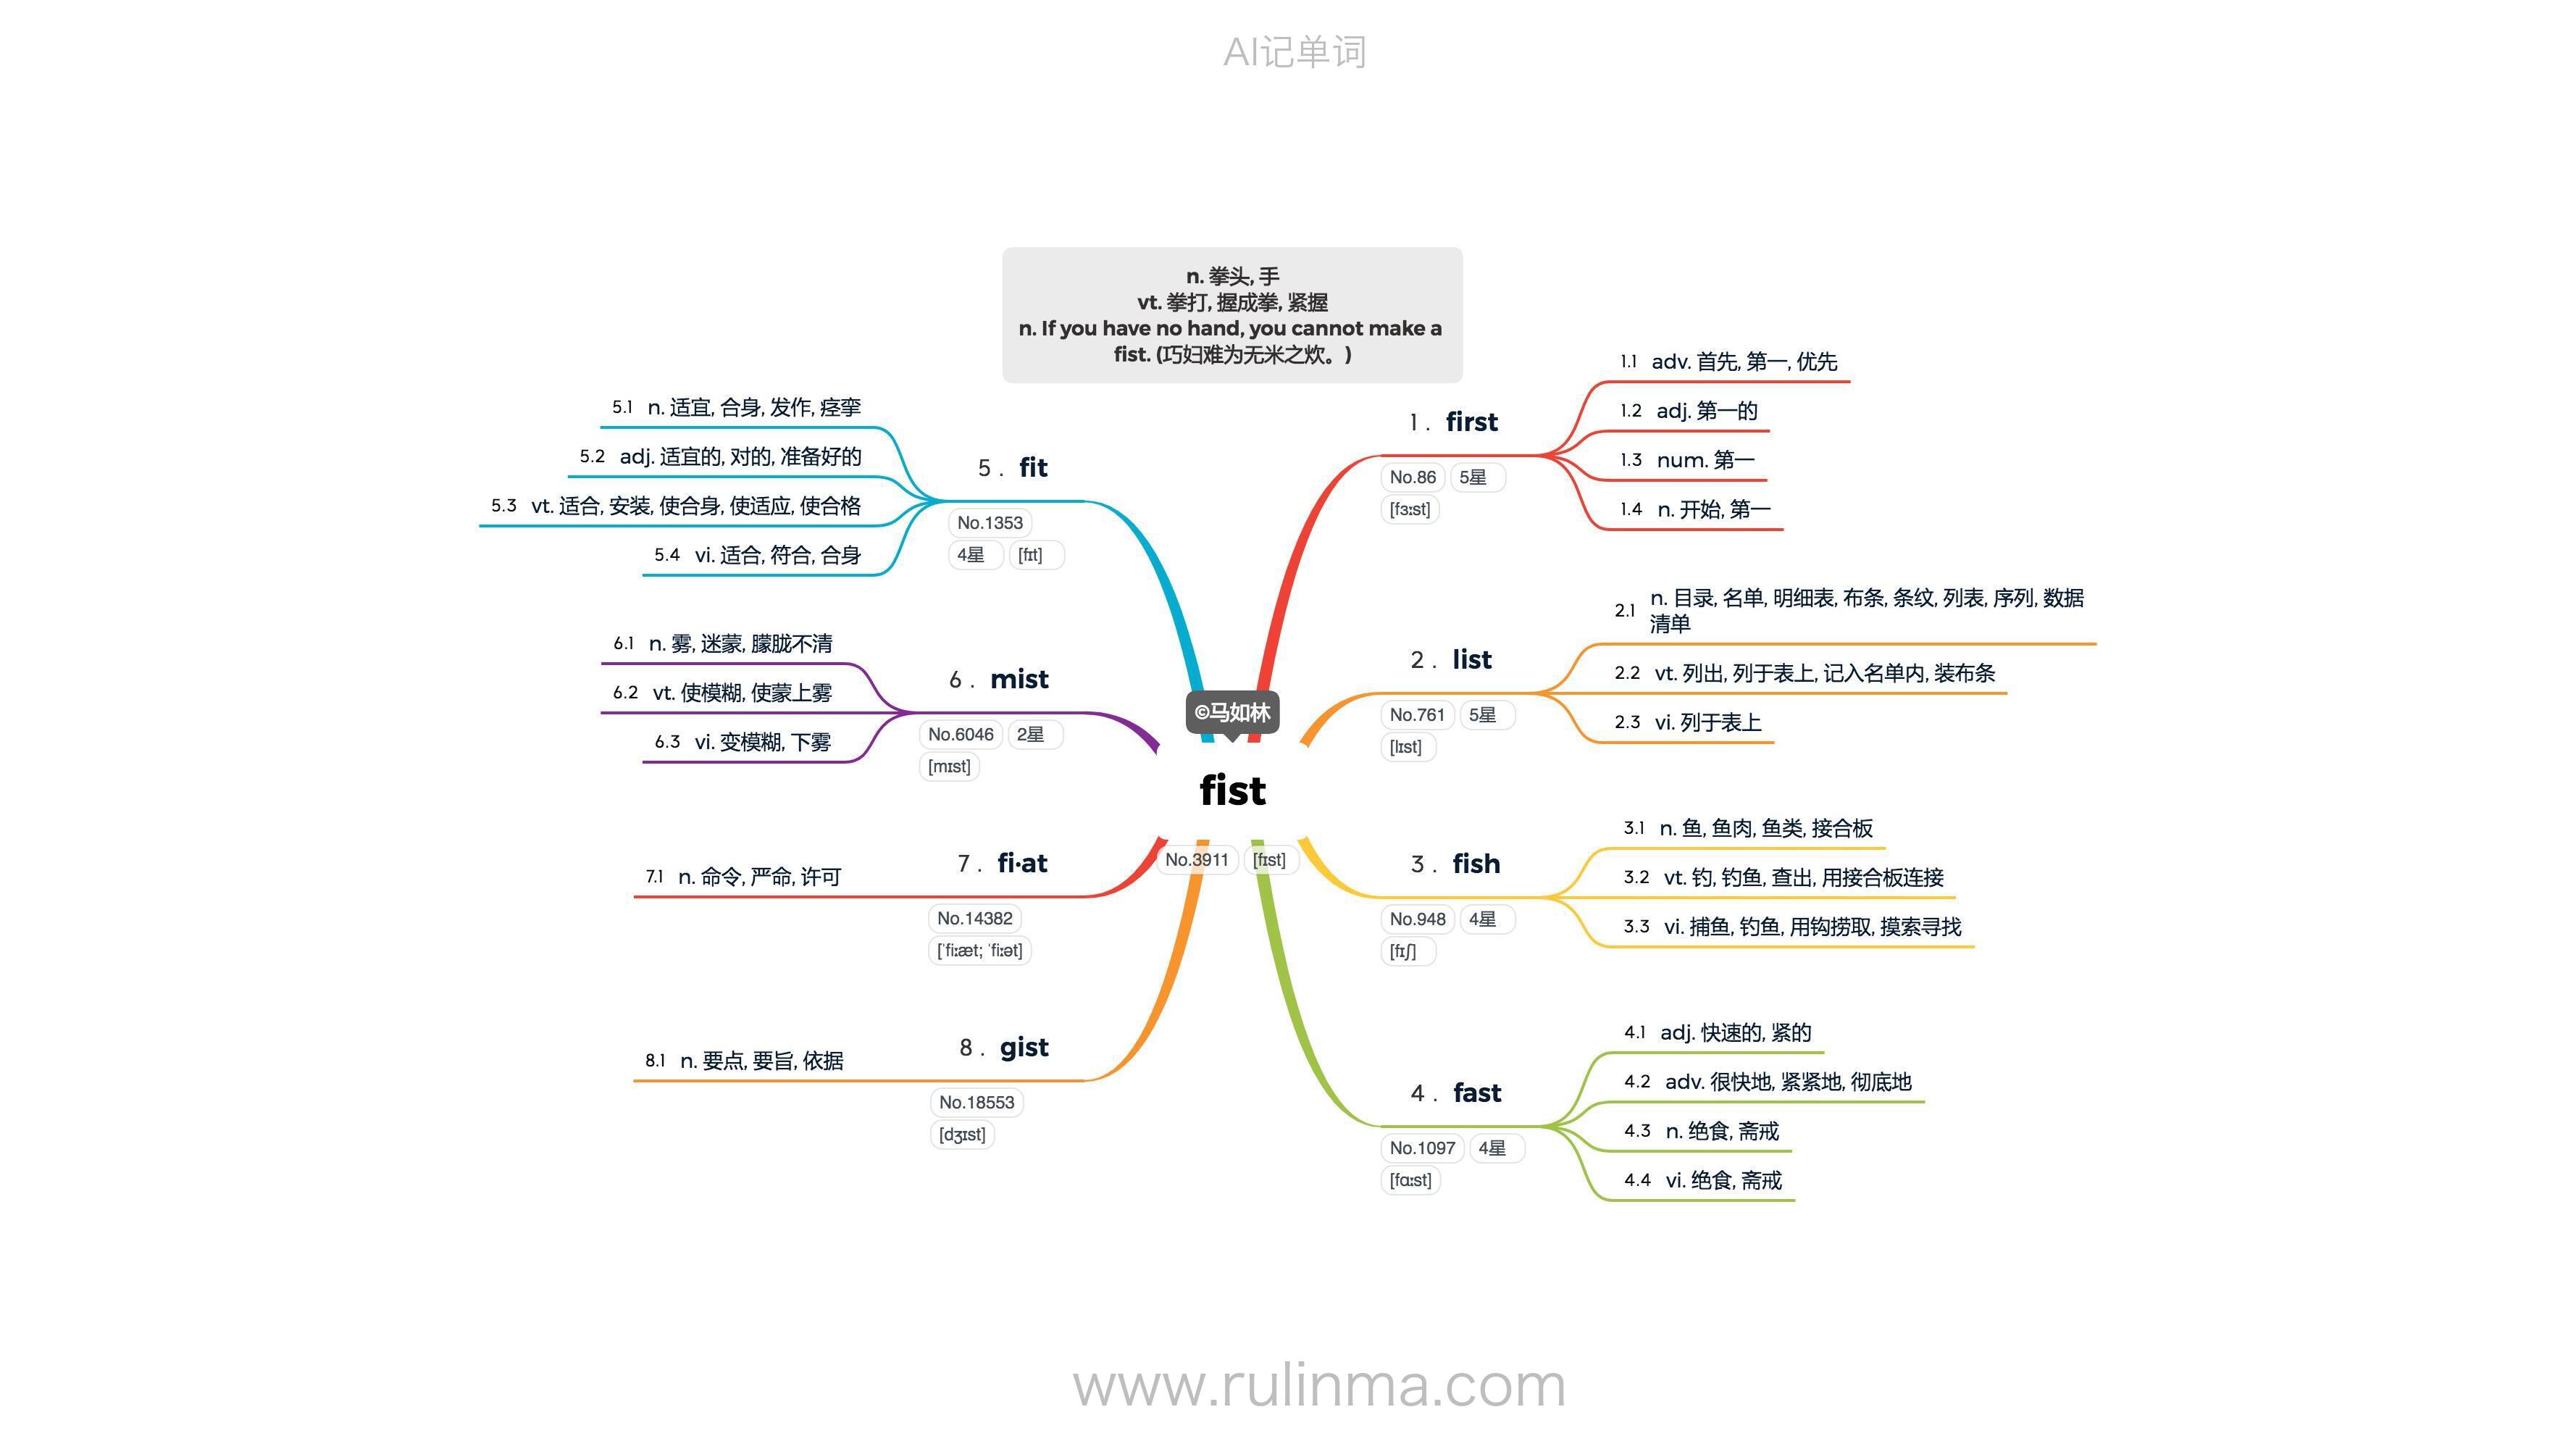 AI记单词
n. 拳头, 手
vt. 拳打, 握成拳, 紧握
n. If you have no hand, you cannot make a
fist. (巧妇难为无米之炊。)
©马如林
fist
No.3911 [fɪst]
1 . first
No.86 5星
[fɜːst]
1.1 adv. 首先, 第一, 优先
1.2 adj. 第一的
1.3 num. 第一
1.4 n. 开始, 第一
2 . list
No.761 5星
[lɪst]
2.1 n. 目录, 名单, 明细表, 布条, 条纹, 列表, 序列, 数据
清单
2.2 vt. 列出, 列于表上, 记入名单内, 装布条
2.3 vi. 列于表上
3 . fish
No.948 4星
[fɪʃ]
3.1 n. 鱼, 鱼肉, 鱼类, 接合板
3.2 vt. 钓, 钓鱼, 查出, 用接合板连接
3.3 vi. 捕鱼, 钓鱼, 用钩捞取, 摸索寻找
4 . fast
No.1097 4星
[fɑːst]
4.1 adj. 快速的, 紧的
4.2 adv. 很快地, 紧紧地, 彻底地
4.3 n. 绝食, 斋戒
4.4 vi. 绝食, 斋戒
5 . fit
No.1353
4星 [fɪt]
5.1 n. 适宜, 合身, 发作, 痉挛
5.2 adj. 适宜的, 对的, 准备好的
5.3 vt. 适合, 安装, 使合身, 使适应, 使合格
5.4 vi. 适合, 符合, 合身
6 . mist
No.6046 2星
[mɪst]
6.1 n. 雾, 迷蒙, 朦胧不清
6.2 vt. 使模糊, 使蒙上雾
6.3 vi. 变模糊, 下雾
7 . fi·at
No.14382
[ˈfiːæt; ˈfiːət]
7.1 n. 命令, 严命, 许可
8 . gist
No.18553
[dʒɪst]
8.1 n. 要点, 要旨, 依据
www.rulinma.com